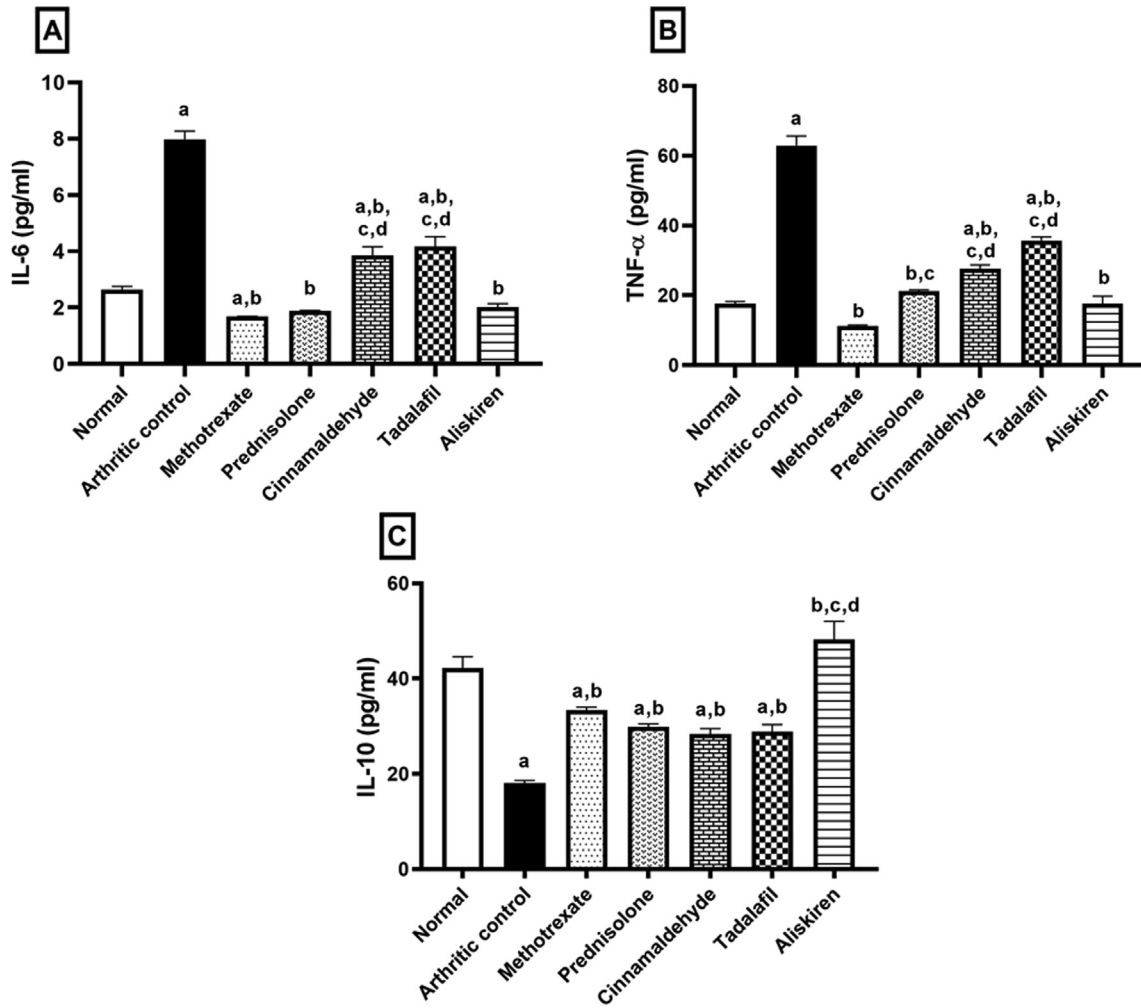 A
IL-6 (pg/ml)
10
8
6
4
2
0
a
a,b
b
a,b,
c,d
a,b,
c,d
b
Normal
Arthritic control
Methotrexate
Prednisolone
Cinnamaldehyde
Tadalafil
Aliskiren
B
TNF-α (pg/ml)
80
60
40
20
0
a
b
b,c
a,b,
c,d
a,b,
c,d
b
Normal
Arthritic control
Methotrexate
Prednisolone
Cinnamaldehyde
Tadalafil
Aliskiren
C
IL-10 (pg/ml)
60
40
20
0
a
a,b
a,b
a,b
a,b
b,c,d
Normal
Arthritic control
Methotrexate
Prednisolone
Cinnamaldehyde
Tadalafil
Aliskiren